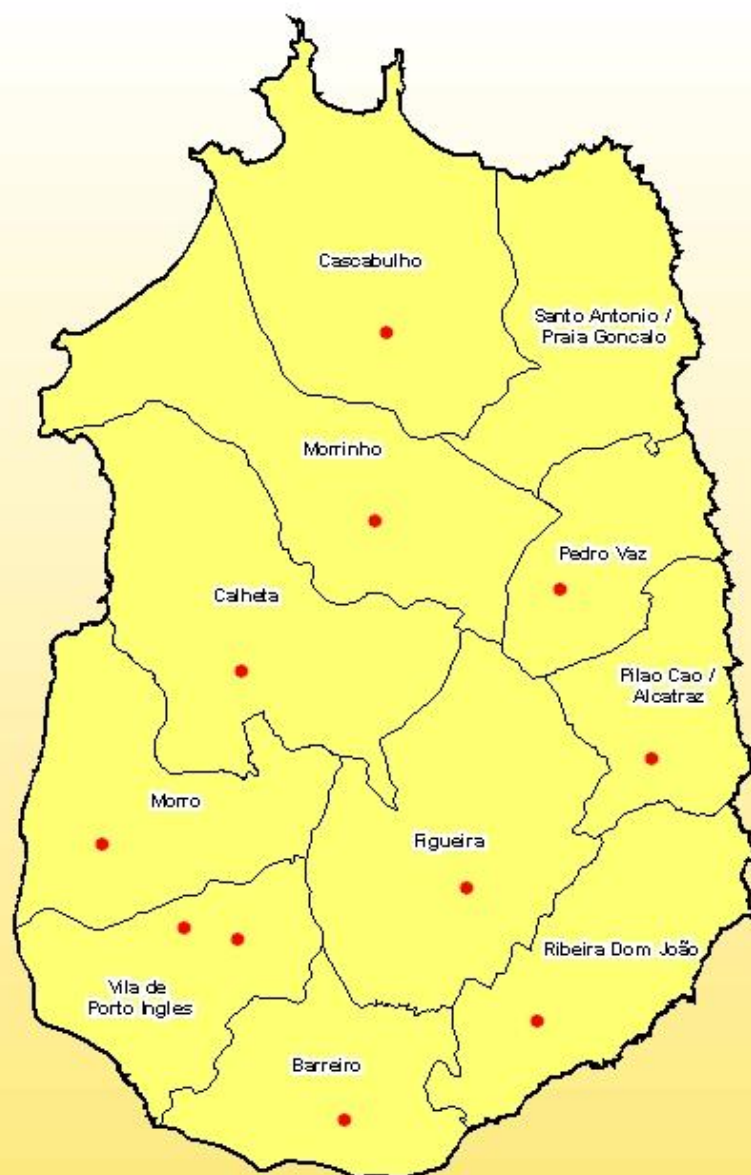 Cascabulho
Santo Antonio /
Praia Goncalo
Morrinho
Pedro Vaz
Calheta
Pilao Cao /
Alcatraz
Morro
Figueira
Ribeira Dom João
Vila de
Porto Ingles
Barreiro